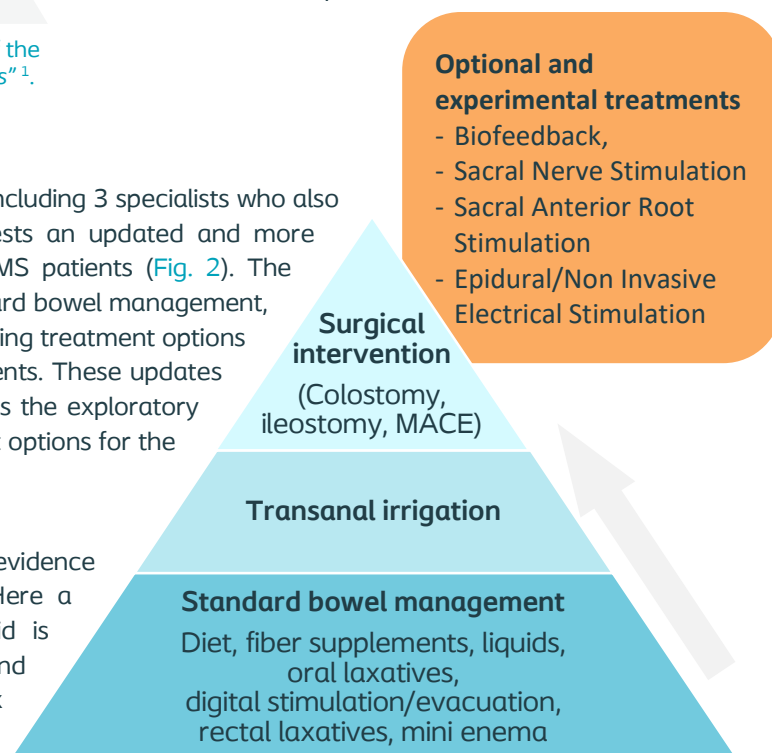 the
s” 1.
ncluding 3 specialists who also
ests an updated and more
MS patients (Fig. 2). The
ard bowel management,
ing treatment options
ents. These updates
s the exploratory
t options for the
evidence
Here a
id is
nd
Optional and
experimental treatments
- Biofeedback,
- Sacral Nerve Stimulation
- Sacral Anterior Root
Stimulation
- Epidural/Non Invasive
Electrical Stimulation
Surgical
intervention
(Colostomy,
ileostomy, MACE)
Transanal irrigation
Standard bowel management
Diet, fiber supplements, liquids,
oral laxatives,
digital stimulation/evacuation,
rectal laxatives, mini enema